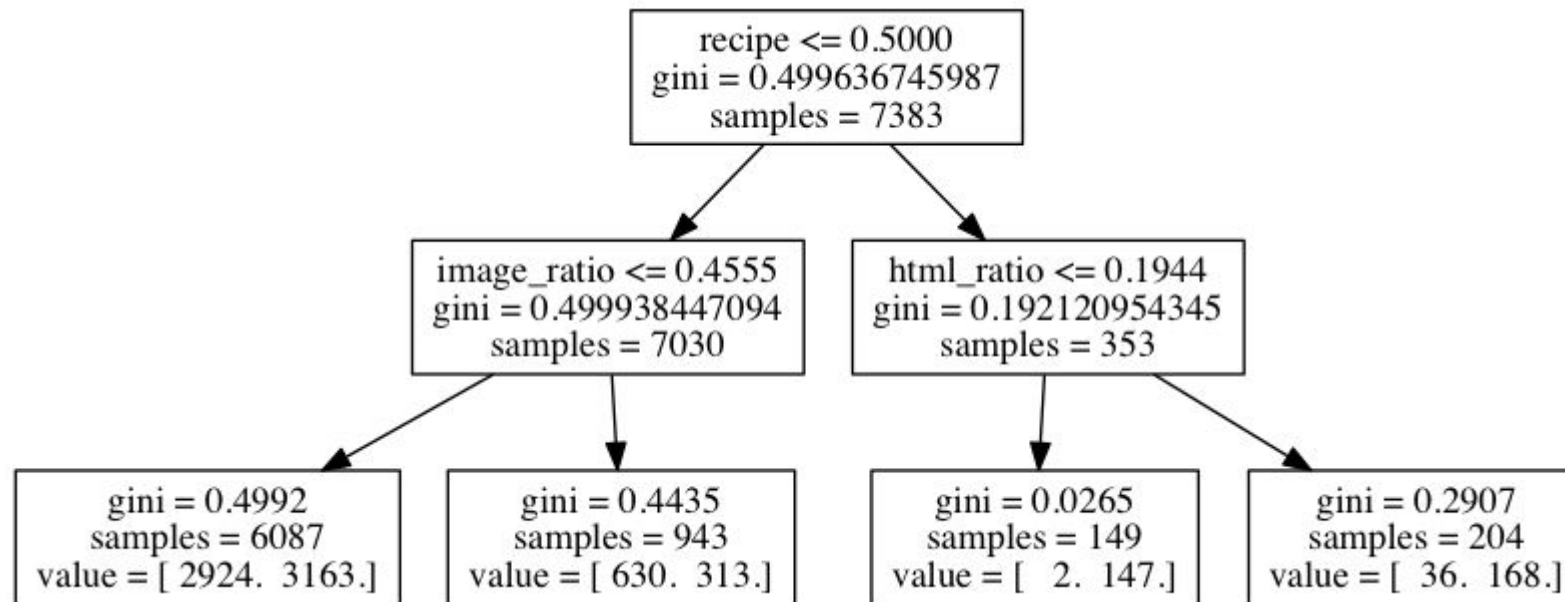 recipe <= 0.5000
gini = 0.499636745987
samples = 7383
image_ratio <= 0.4555
gini = 0.499938447094
samples = 7030
html_ratio <= 0.1944
gini = 0.192120954345
samples = 353
gini = 0.4992
samples = 6087
value = [ 2924. 3163.]
gini = 0.4435
samples = 943
value = [ 630. 313.]
gini = 0.0265
samples = 149
value = [ 2. 147.]
gini = 0.2907
samples = 204
value = [ 36. 168.]